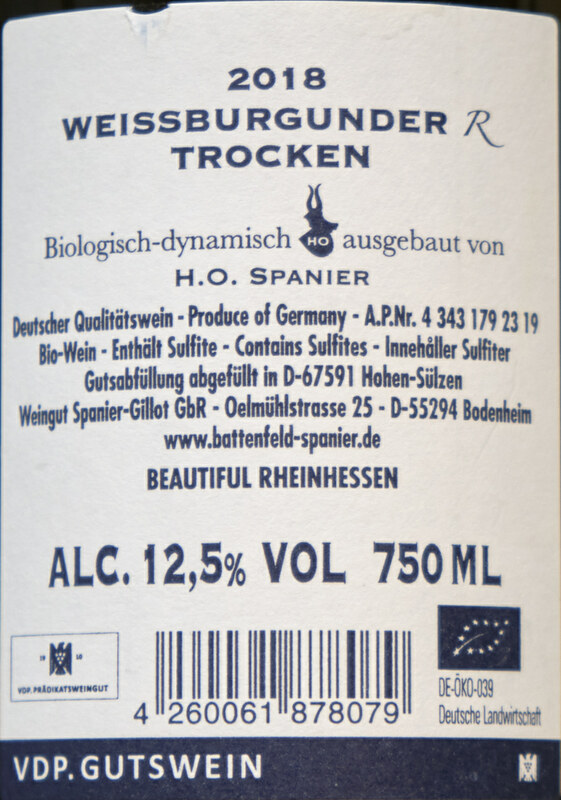 2018
WEISSBURGUNDER R
TROCKEN
Biologisch-dynamisch HO ausgebaut von
H.O. SPANIER
Deutscher Qualitätswein - Produce of Germany - A.P.Nr. 4 343 179 23 19
Bio-Wein - Enthält Sulfite - Contains Sulfites - Innehåller Sulfiter
Gutsabfüllung abgefüllt in D-67591 Hohen-Sülzen
Weingut Spanier-Gillot GbR - Oelmühlstrasse 25 - D-55294 Bodenheim
www.battenfeld-spanier.de
BEAUTIFUL RHEINHESSEN
ALC. 12,5% VOL 750 ML
19 10
VDP. PRÄDIKATSWEINGUT
4 260061 878079
DE-ÖKO-039
Deutsche Landwirtschaft
VDP.GUTSWEIN